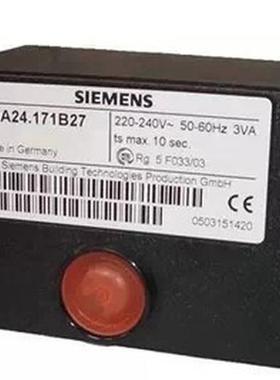 SIEMENS
A24.171B27
220-240V~ 50-60Hz 3VA
ts max. 10 sec.
de in Germany
Rg. 5 F033/03
Siemens Building Technologies Production GmbH
0503151420